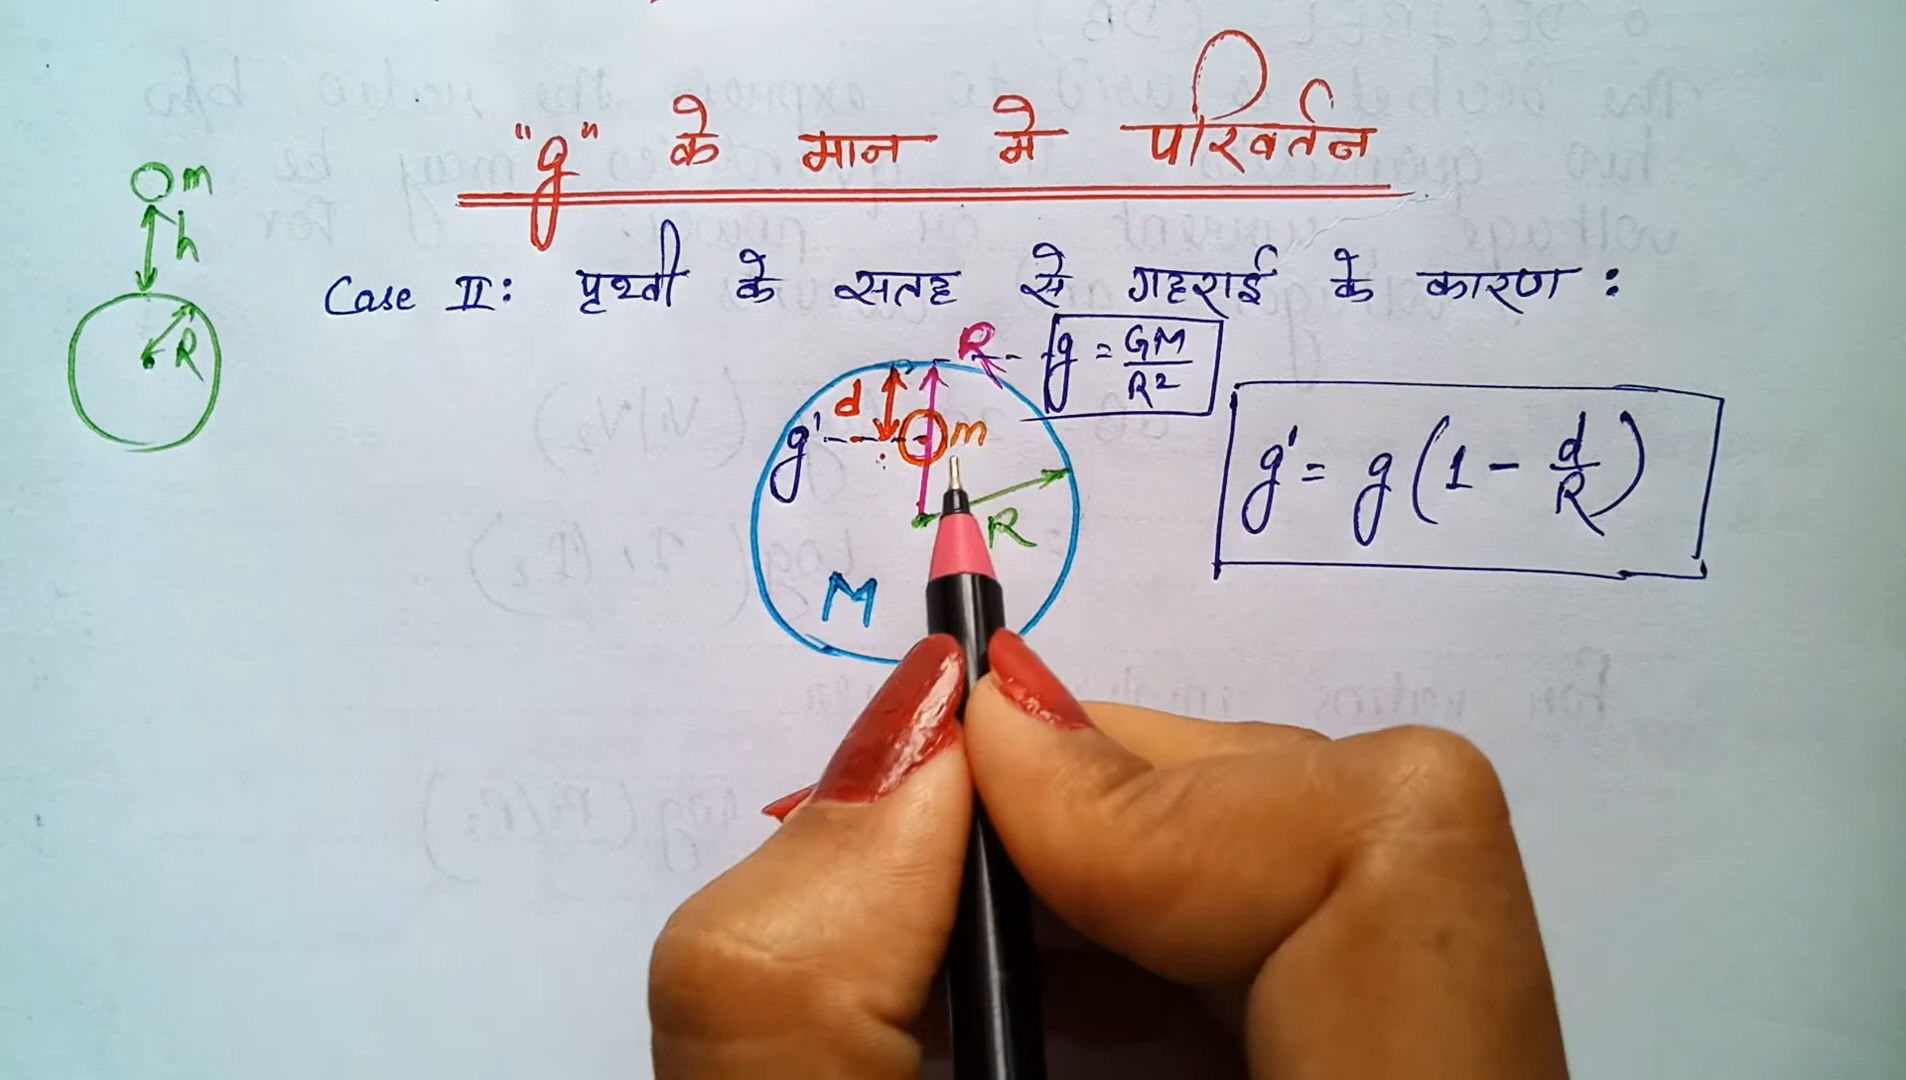 "g" के मान मे परिवर्तन
Case II: पृथ्वी के सतह से गहराई के कारण :
m
h
R
R
g = GM/R²
d
g'
m
R
M
g' = g(1 - d/R)